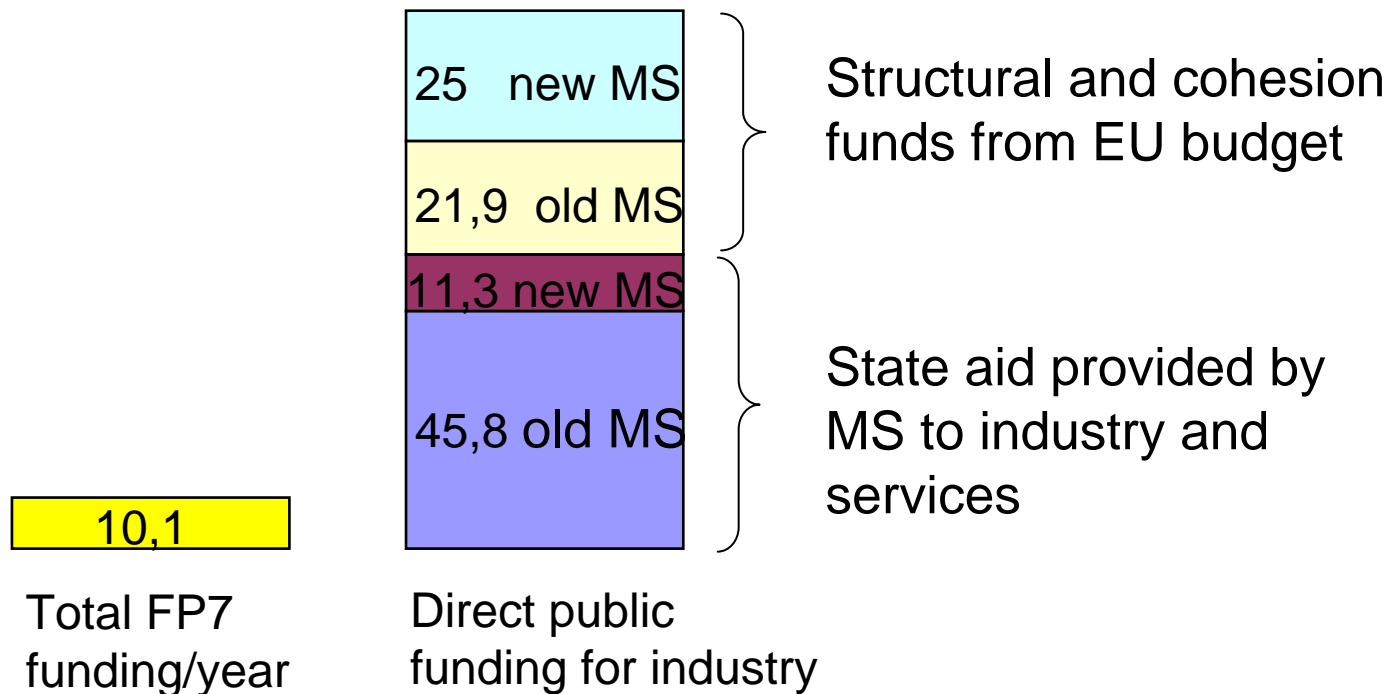 25 new MS
21,9 old MS
11,3 new MS
45,8 old MS
Structural and cohesion
funds from EU budget
State aid provided by
MS to industry and
services
10,1
Total FP7
funding/year
Direct public
funding for industry